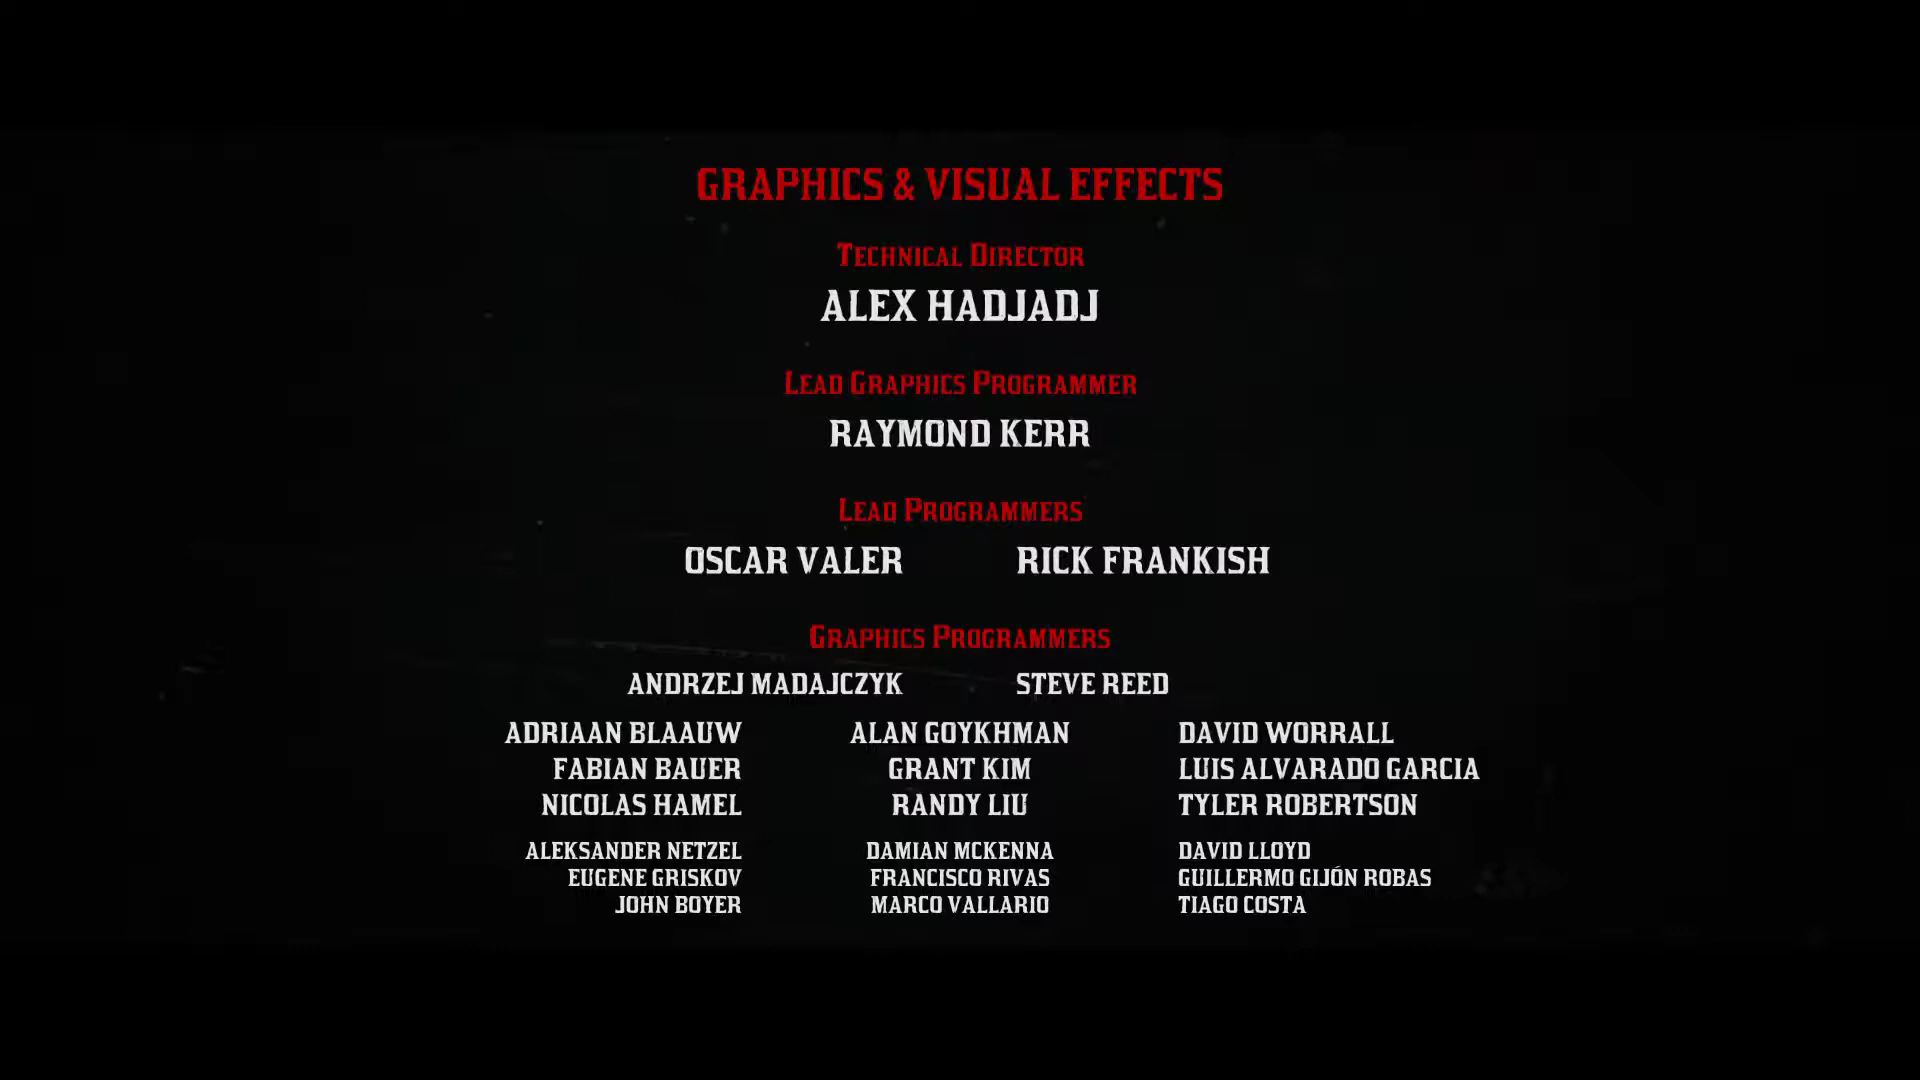 GRAPHICS & VISUAL EFFECTS
TECHNICAL DIRECTOR
ALEX HADJADJ
LEAD GRAPHICS PROGRAMMER
RAYMOND KERR
LEAD PROGRAMMERS
OSCAR VALER RICK FRANKISH
GRAPHICS PROGRAMMERS
ANDRZEJ MADAJCZYK STEVE REED
ADRIAAN BLAAUW ALAN GOYKHMAN DAVID WORRALL
FABIAN BAUER GRANT KIM LUIS ALVARADO GARCIA
NICOLAS HAMEL RANDY LIU TYLER ROBERTSON
ALEKSANDER NETZEL DAMIAN MCKENNA DAVID LLOYD
EUGENE GRISKOV FRANCISCO RIVAS GUILLERMO GIJÓN ROBAS
JOHN BOYER MARCO VALLARIO TIAGO COSTA